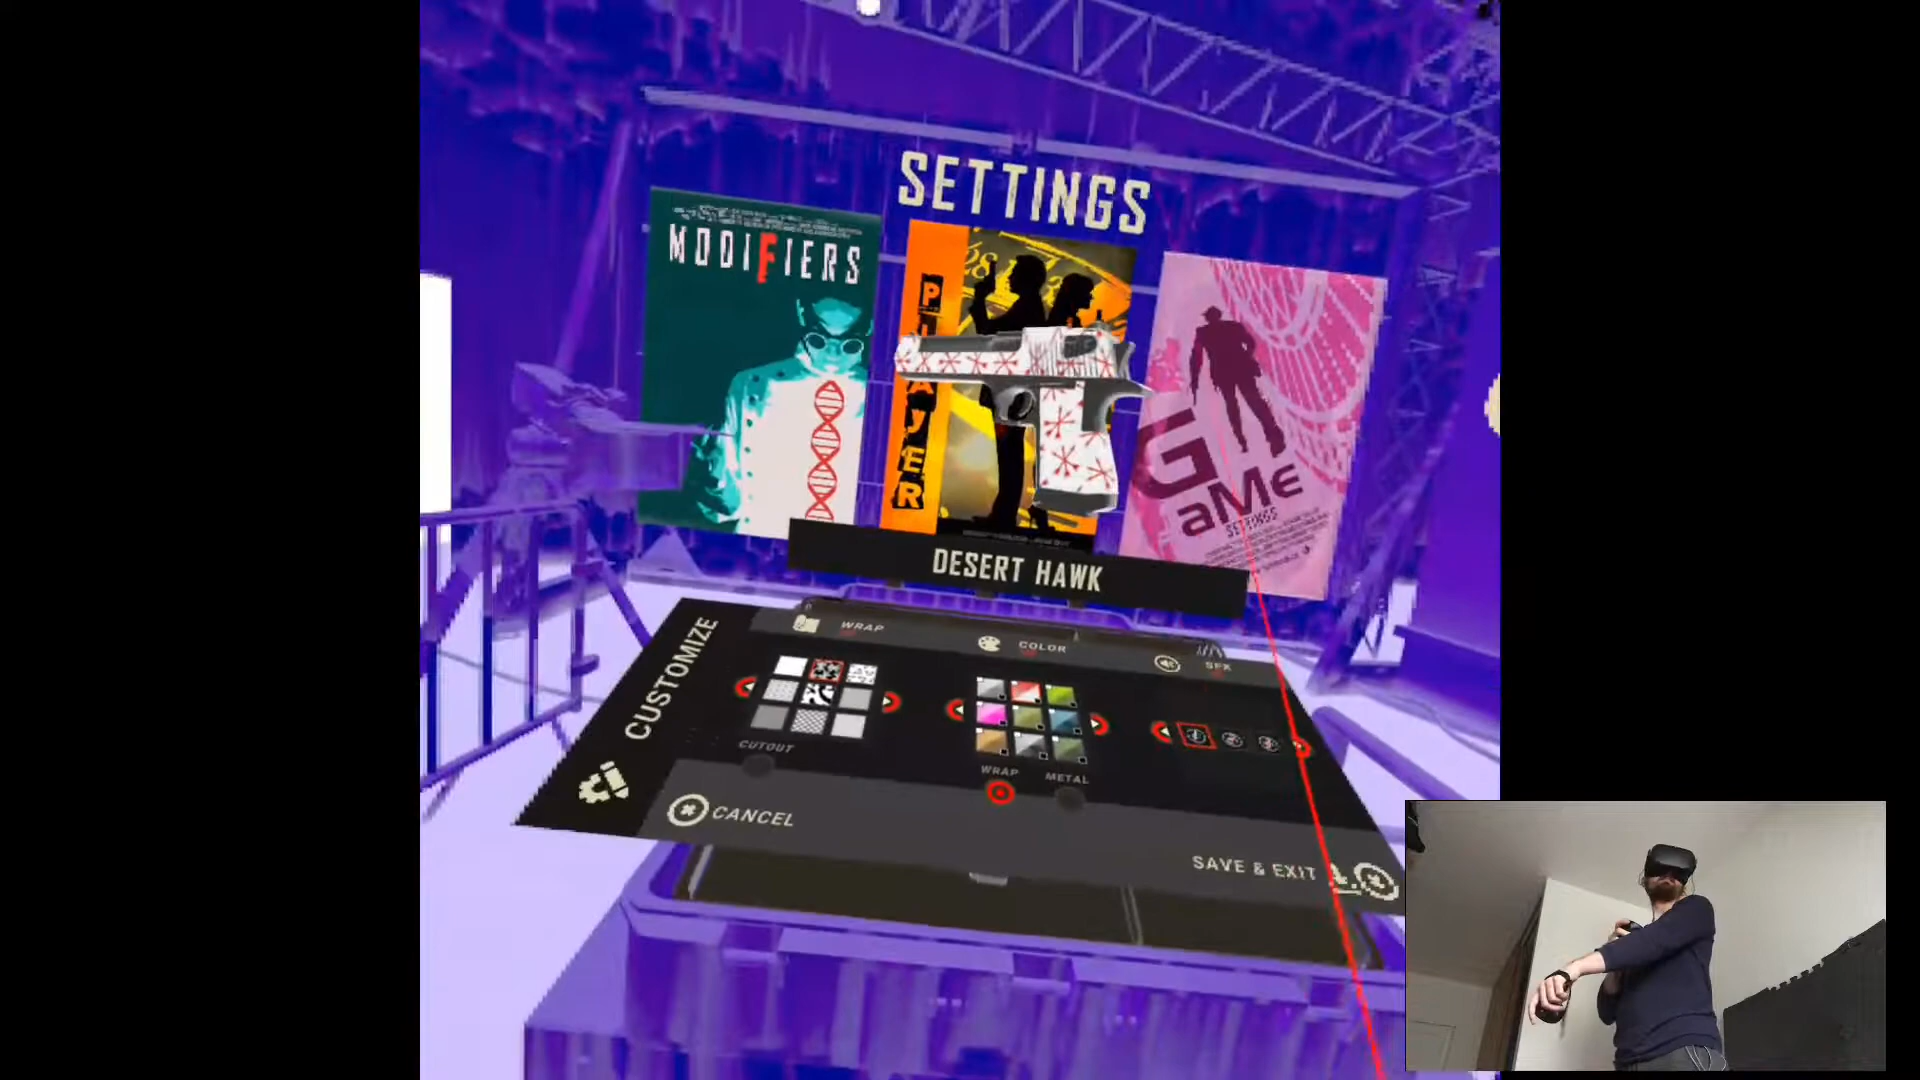 SETTINGS
MODIFIERS
PLAyER
GaMe
SETTINGS
DESERT HAWK
CUSTOMIZE
WRAP
COLOR
SFX
CUTOUT
WRAP
METAL
CANCEL
SAVE & EXIT